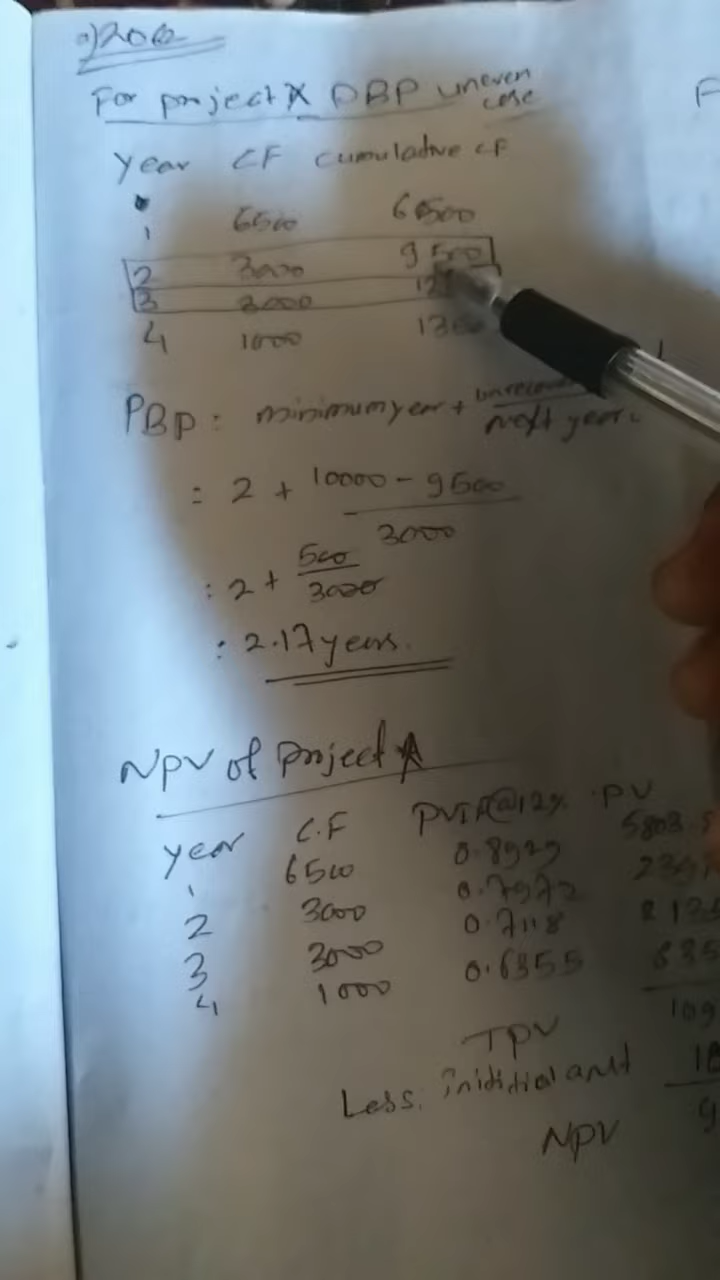 For project X PBP uneven case
year CF cumulative CF
1 6500 6500
2 3000 9500
3 3000
4 1000
PBP: minimum year +
next year
= 2 + 10000 - 9500
3000
: 2 + 500
3000
: 2.17 years.
NPV of project
year C.F @12% PV
1 6500 0.8929
2 3000 0.7972
3 3000 0.7118
4 1000 0.6355
TPV
Less. initial amt
NPV